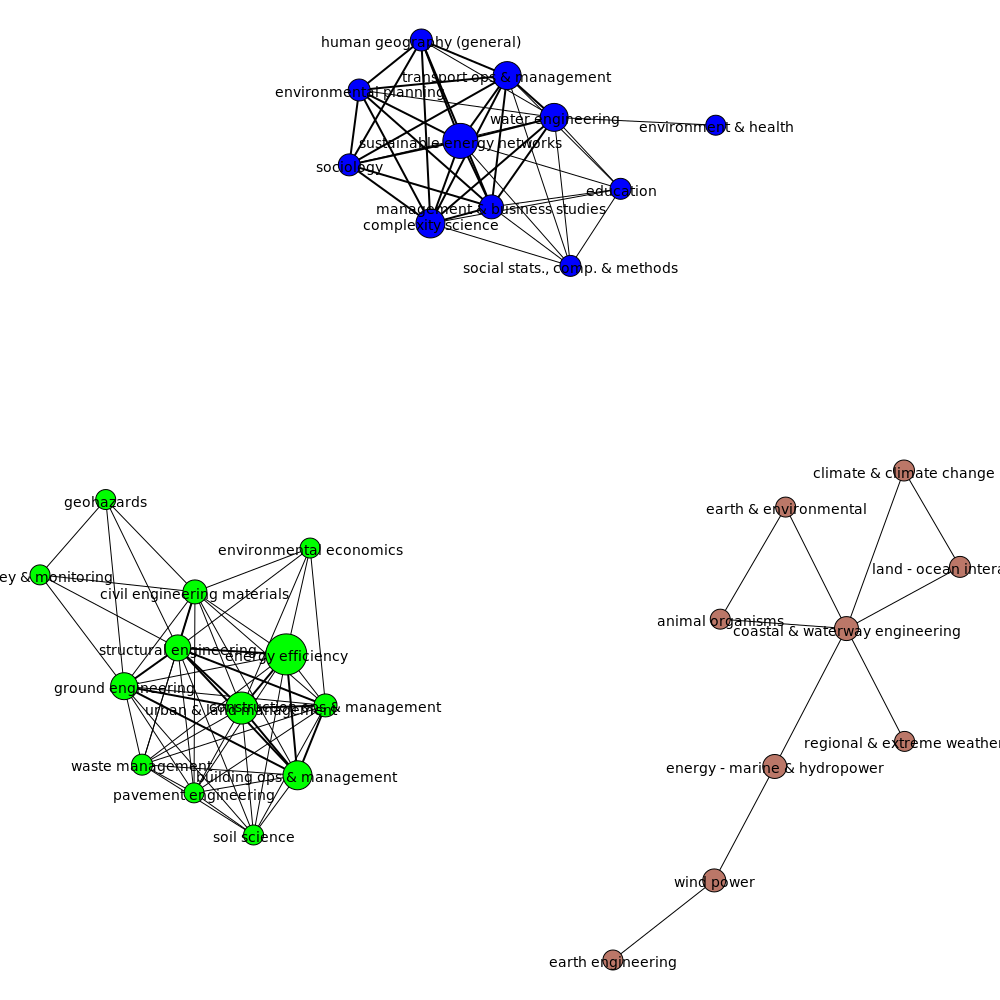 human geography (general)
transport ops & management
environmental planning
water engineering
environment & health
sustainable energy networks
sociology
education
management & business studies
complexity science
social stats., comp. & methods
climate & climate change
geohazards
earth & environmental
environmental economics
land - ocean intera
ey & monitoring
civil engineering materials
animal organisms
coastal & waterway engineering
structural engineering
energy efficiency
ground engineering
urban & land management
construction ops & management
regional & extreme weather
waste management
energy - marine & hydropower
building ops & management
pavement engineering
soil science
wind power
earth engineering